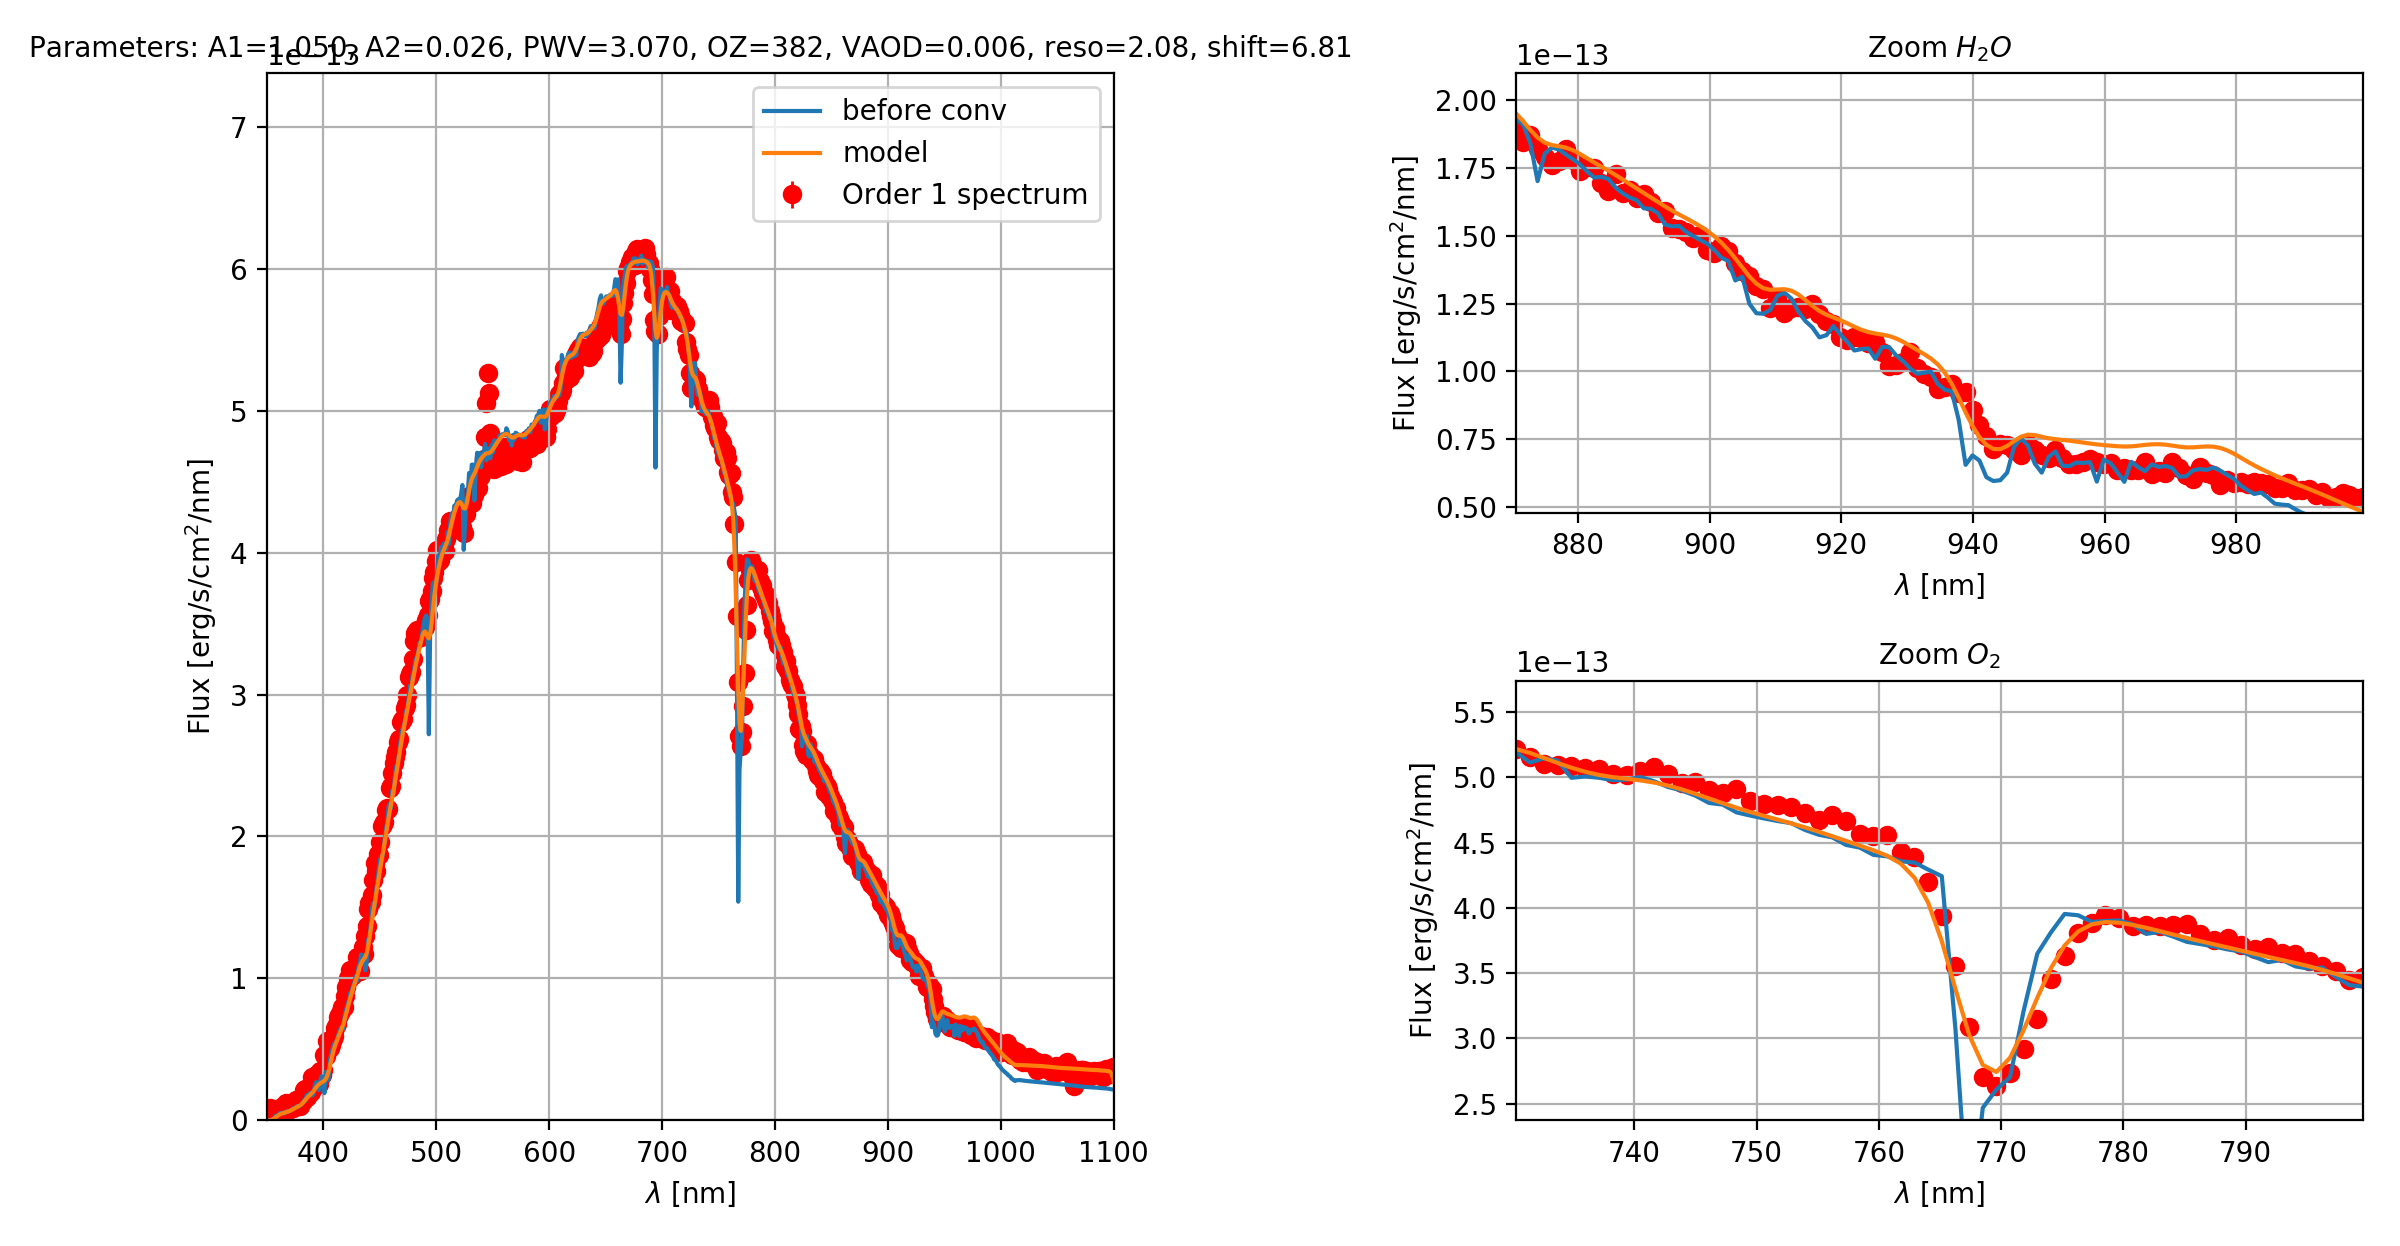 Parameters: A1=1.050, A2=0.026, PWV=3.070, OZ=382, VAOD=0.006, reso=2.08, shift=6.81
1e−13
before conv
model
Order 1 spectrum
7
6
5
4
3
2
1
0
Flux [erg/s/cm²/nm]
400 500 600 700 800 900 1000 1100
λ [nm]
Zoom H₂O
1e−13
2.00
1.75
1.50
1.25
1.00
0.75
0.50
Flux [erg/s/cm²/nm]
880 900 920 940 960 980
λ [nm]
Zoom O₂
1e−13
5.5
5.0
4.5
4.0
3.5
3.0
2.5
Flux [erg/s/cm²/nm]
740 750 760 770 780 790
λ [nm]